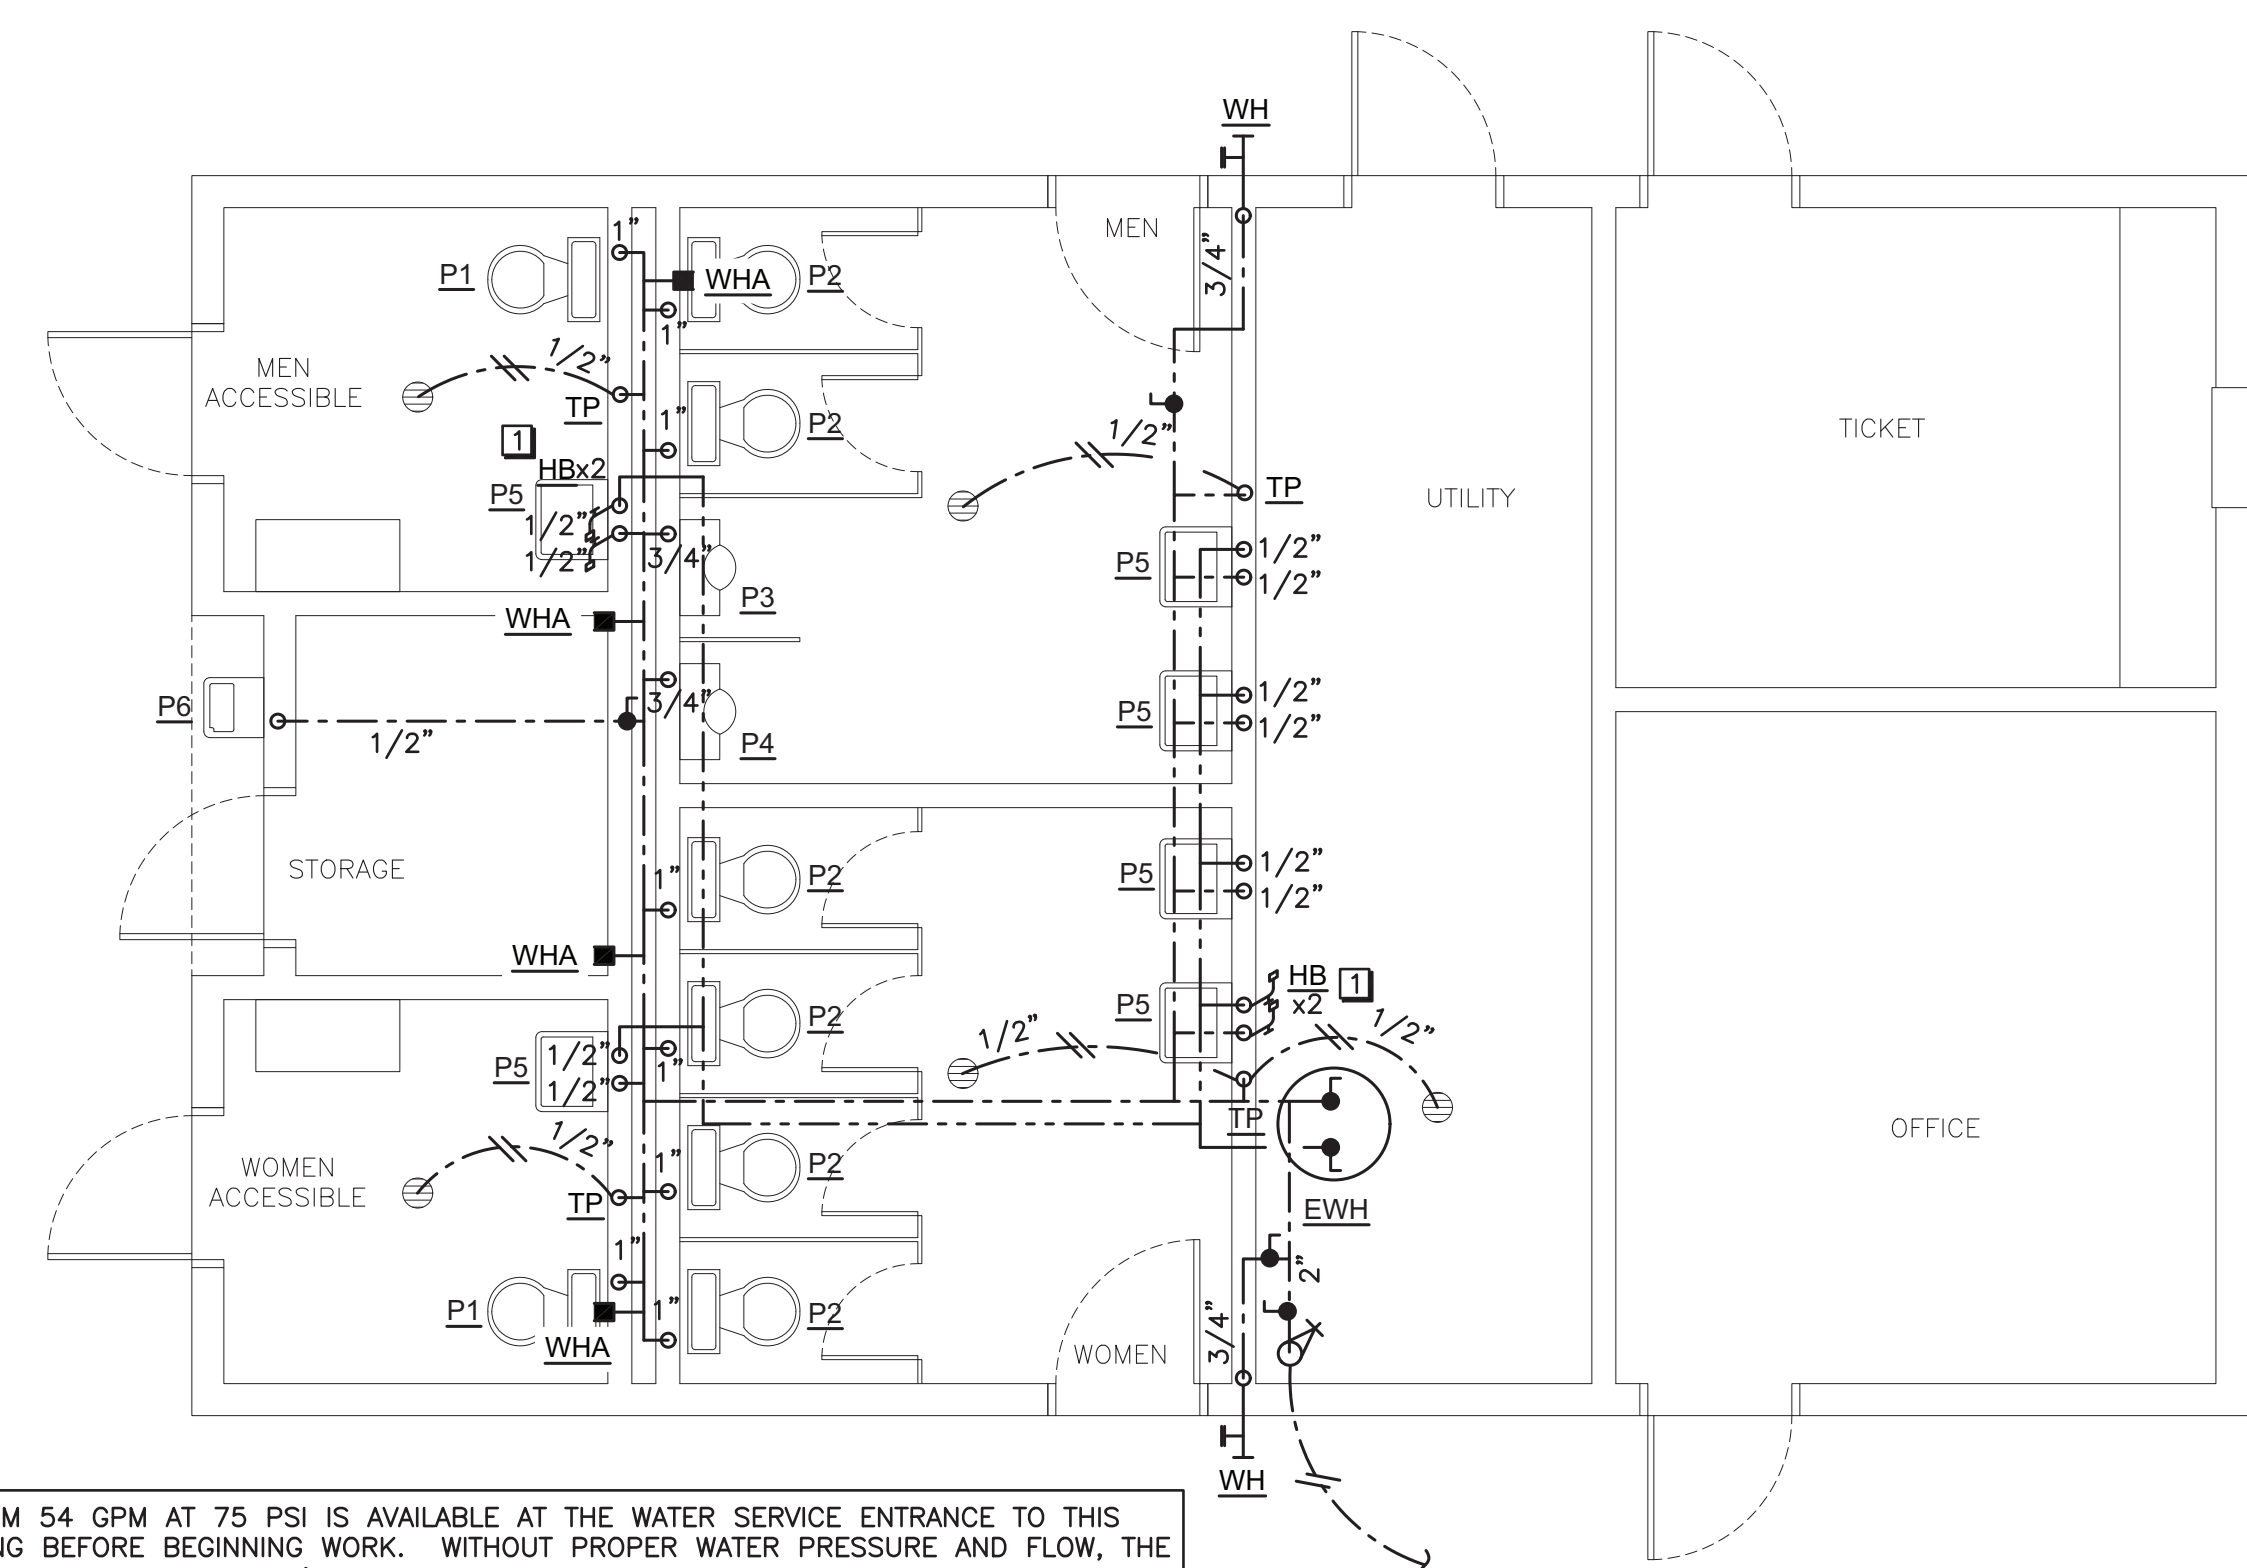 WH
MEN
3/4"
1"
P1
WHA
P2
1"
MEN
ACCESSIBLE
1/2"
TP
1"
P2
1/2"
TICKET
1
HBx2
P5
1/2"
1/2"
3/4"
TP
UTILITY
P5
1/2"
1/2"
P3
WHA
P6
1/2"
3/4"
P4
P5
1/2"
1/2"
STORAGE
1"
P2
P5
1/2"
1/2"
WHA
HB
x2
1
P5
P2
1/2"
1/2"
P5
1/2"
1/2"
1"
TP
OFFICE
WOMEN
ACCESSIBLE
1/2"
TP
1"
P2
EWH
1"
2"
P1
1"
P2
WHA
WOMEN
3/4"
WH
M 54 GPM AT 75 PSI IS AVAILABLE AT THE WATER SERVICE ENTRANCE TO THIS
NG BEFORE BEGINNING WORK. WITHOUT PROPER WATER PRESSURE AND FLOW, THE